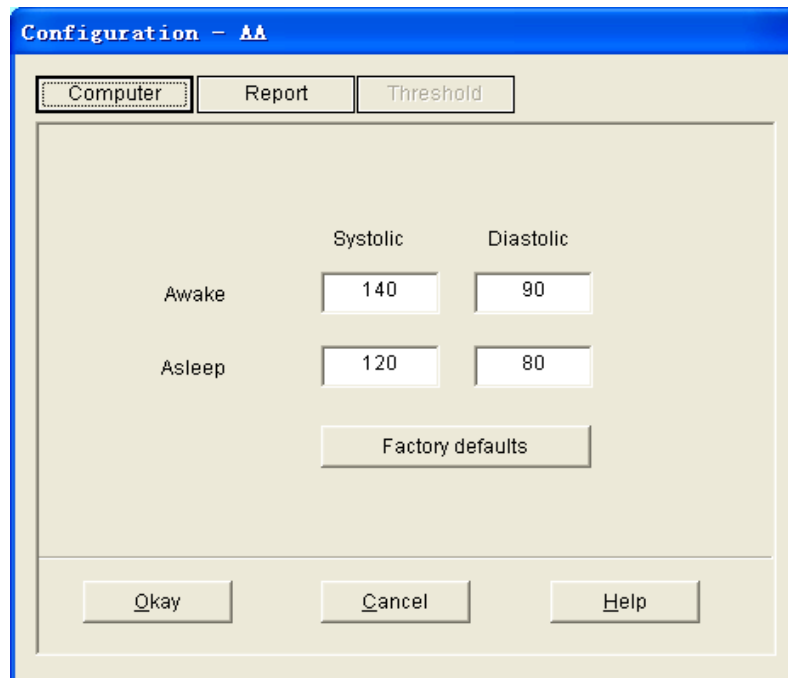 Configuration - AA
Computer Report Threshold
Systolic Diastolic
Awake 140 90
Asleep 120 80
Factory defaults
Okay Cancel Help